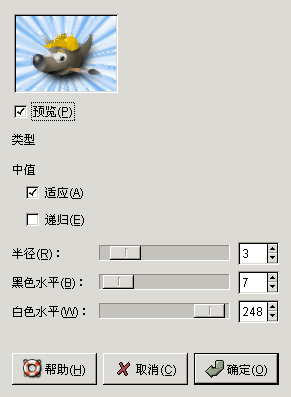 预览(P)
类型
中值
适应(A)
递归(E)
半径(R)： 3
黑色水平(B)： 7
白色水平(W)： 248
帮助(H) 取消(C) 确定(O)